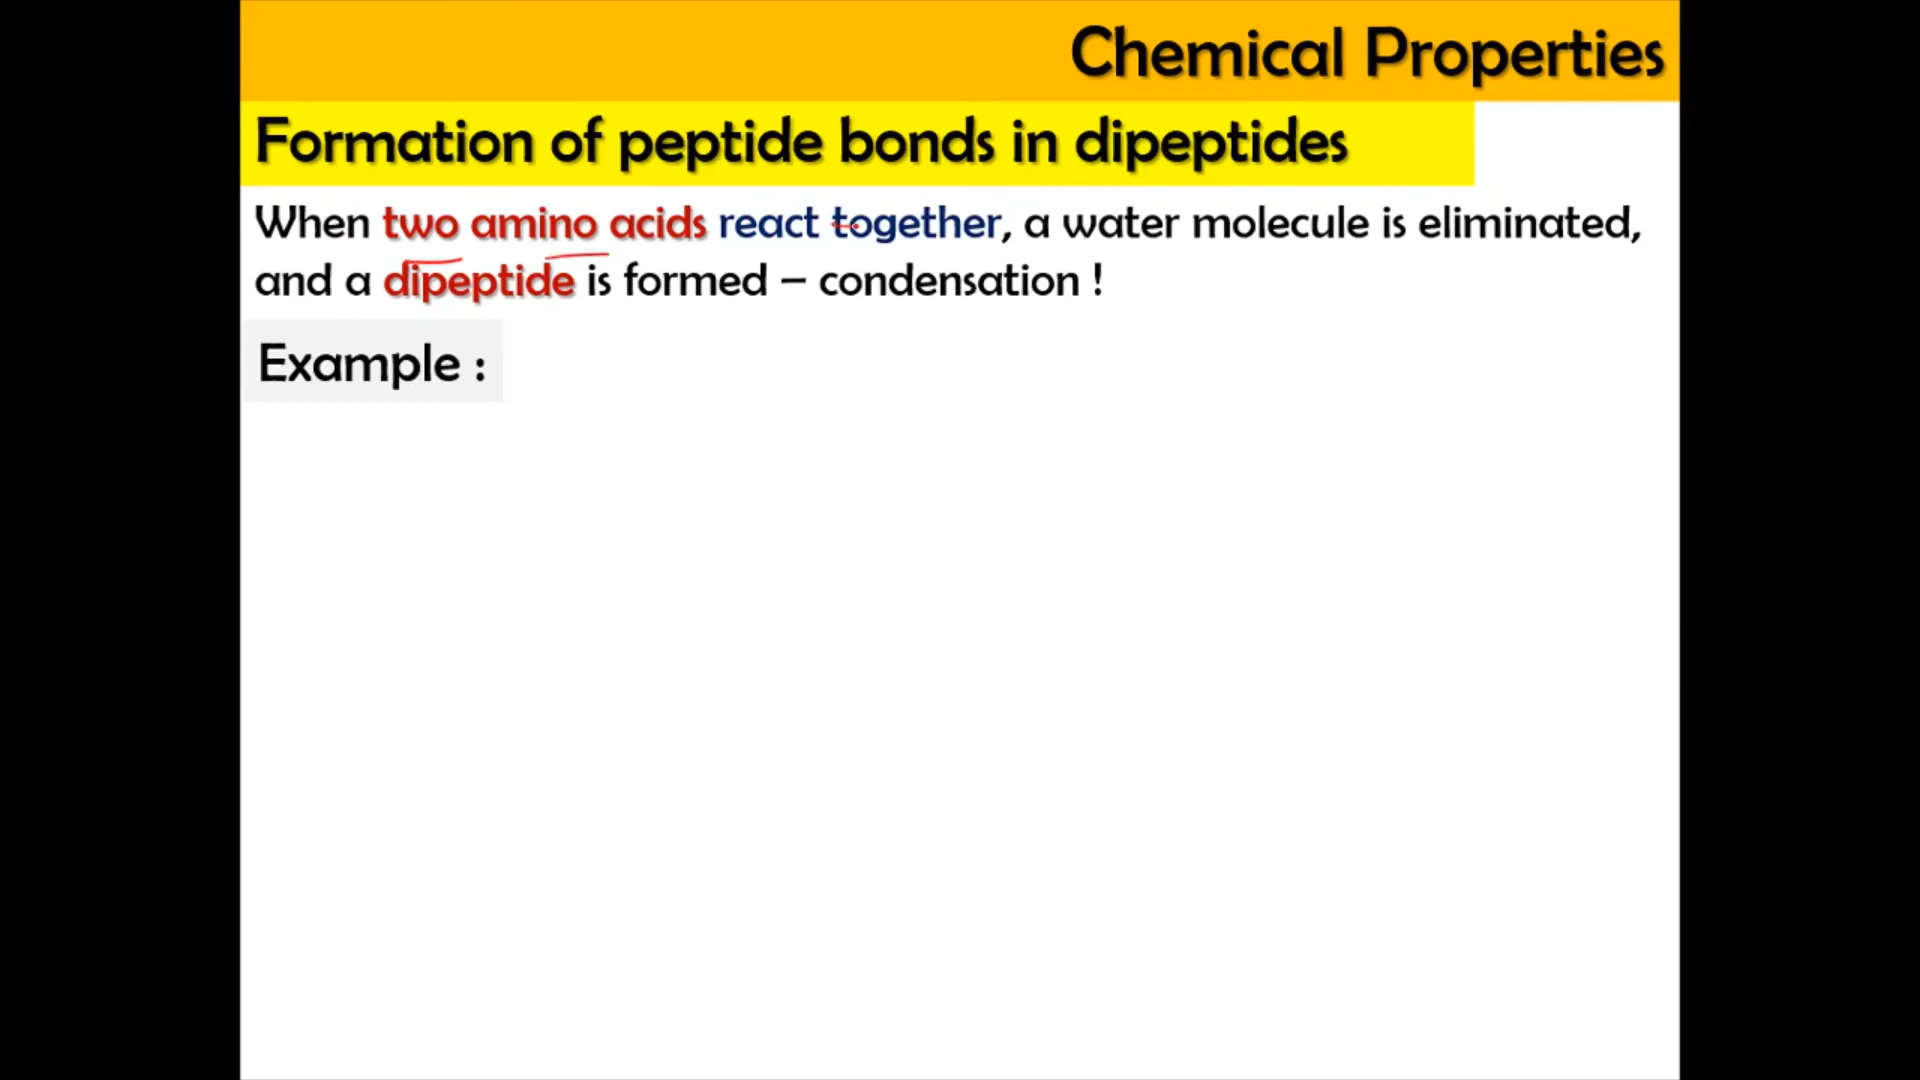 Chemical Properties
Formation of peptide bonds in dipeptides
When two amino acids react together, a water molecule is eliminated,
and a dipeptide is formed – condensation !
Example :